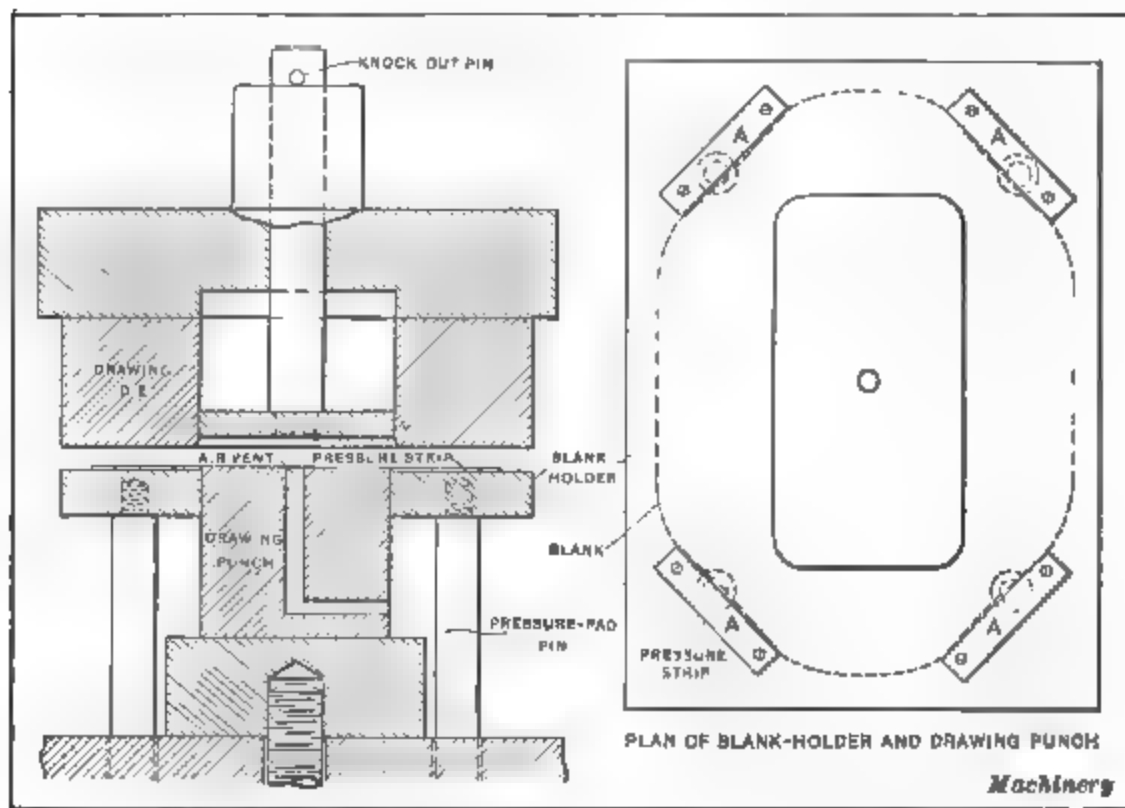 KNOCK OUT PIN
DRAWING
DIE
AIR VENT
PRESSURE STRIP
BLANK
HOLDER
DRAWING
PUNCH
BLANK
PRESSURE-PAD
PIN
A
A
A
A
PRESSURE
STRIP
PLAN OF BLANK-HOLDER AND DRAWING PUNCH
Machinery